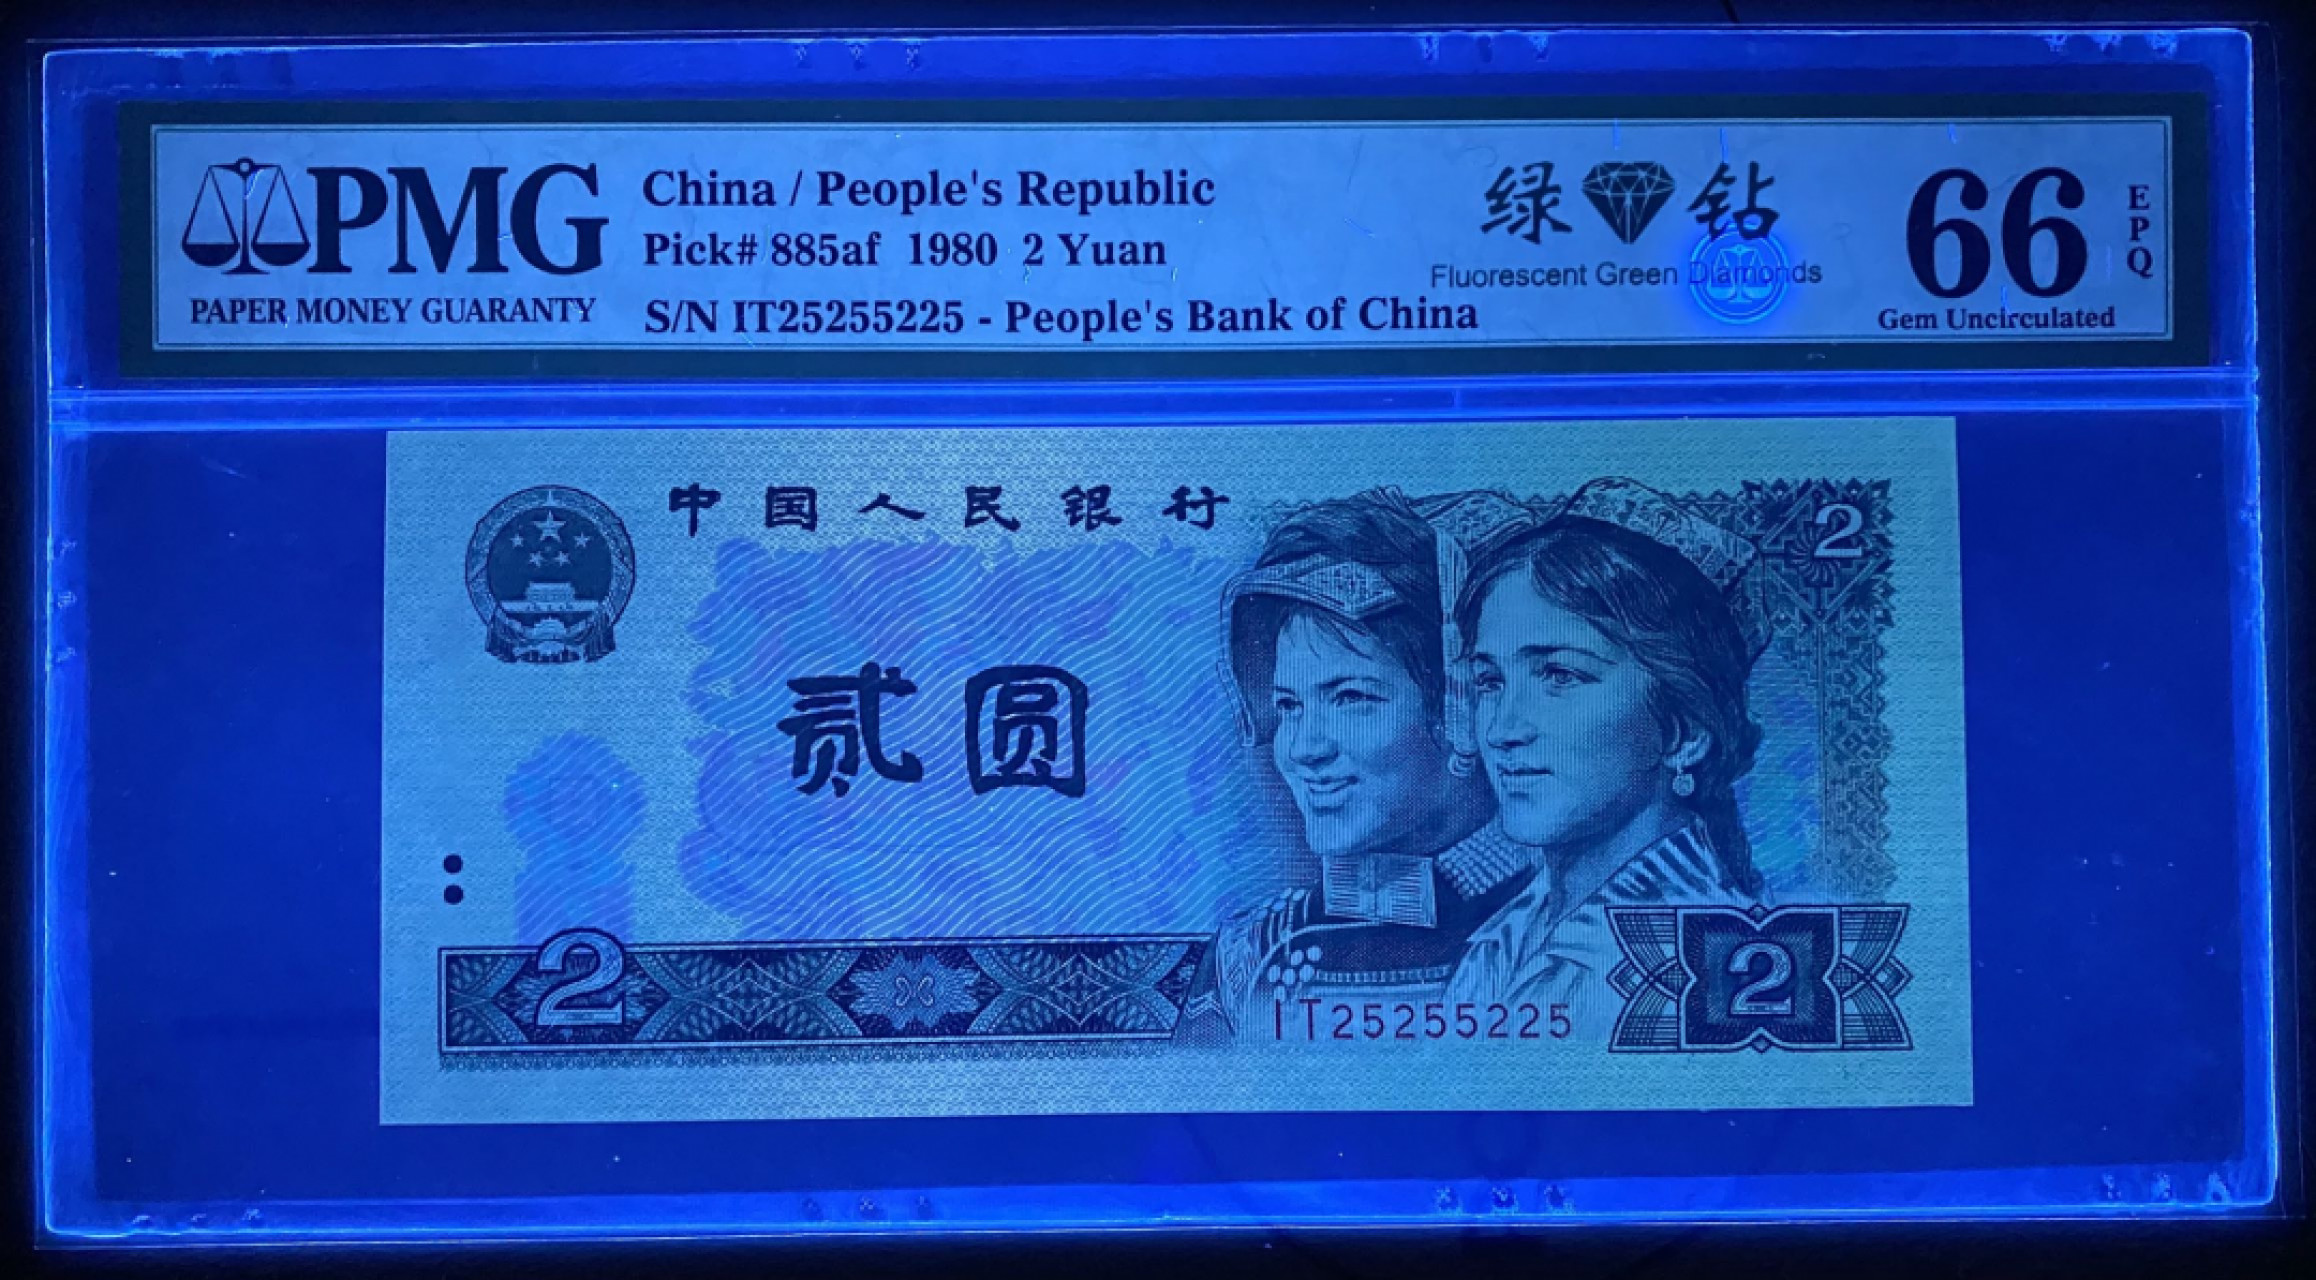 PMG
PAPER MONEY GUARANTY
China / People's Republic
Pick# 885af 1980 2 Yuan
S/N IT25255225 - People's Bank of China
绿 钻
Fluorescent Green Diamonds
66
EPQ
Gem Uncirculated
中国人民银行
2
贰圆
2
IT25255225
2